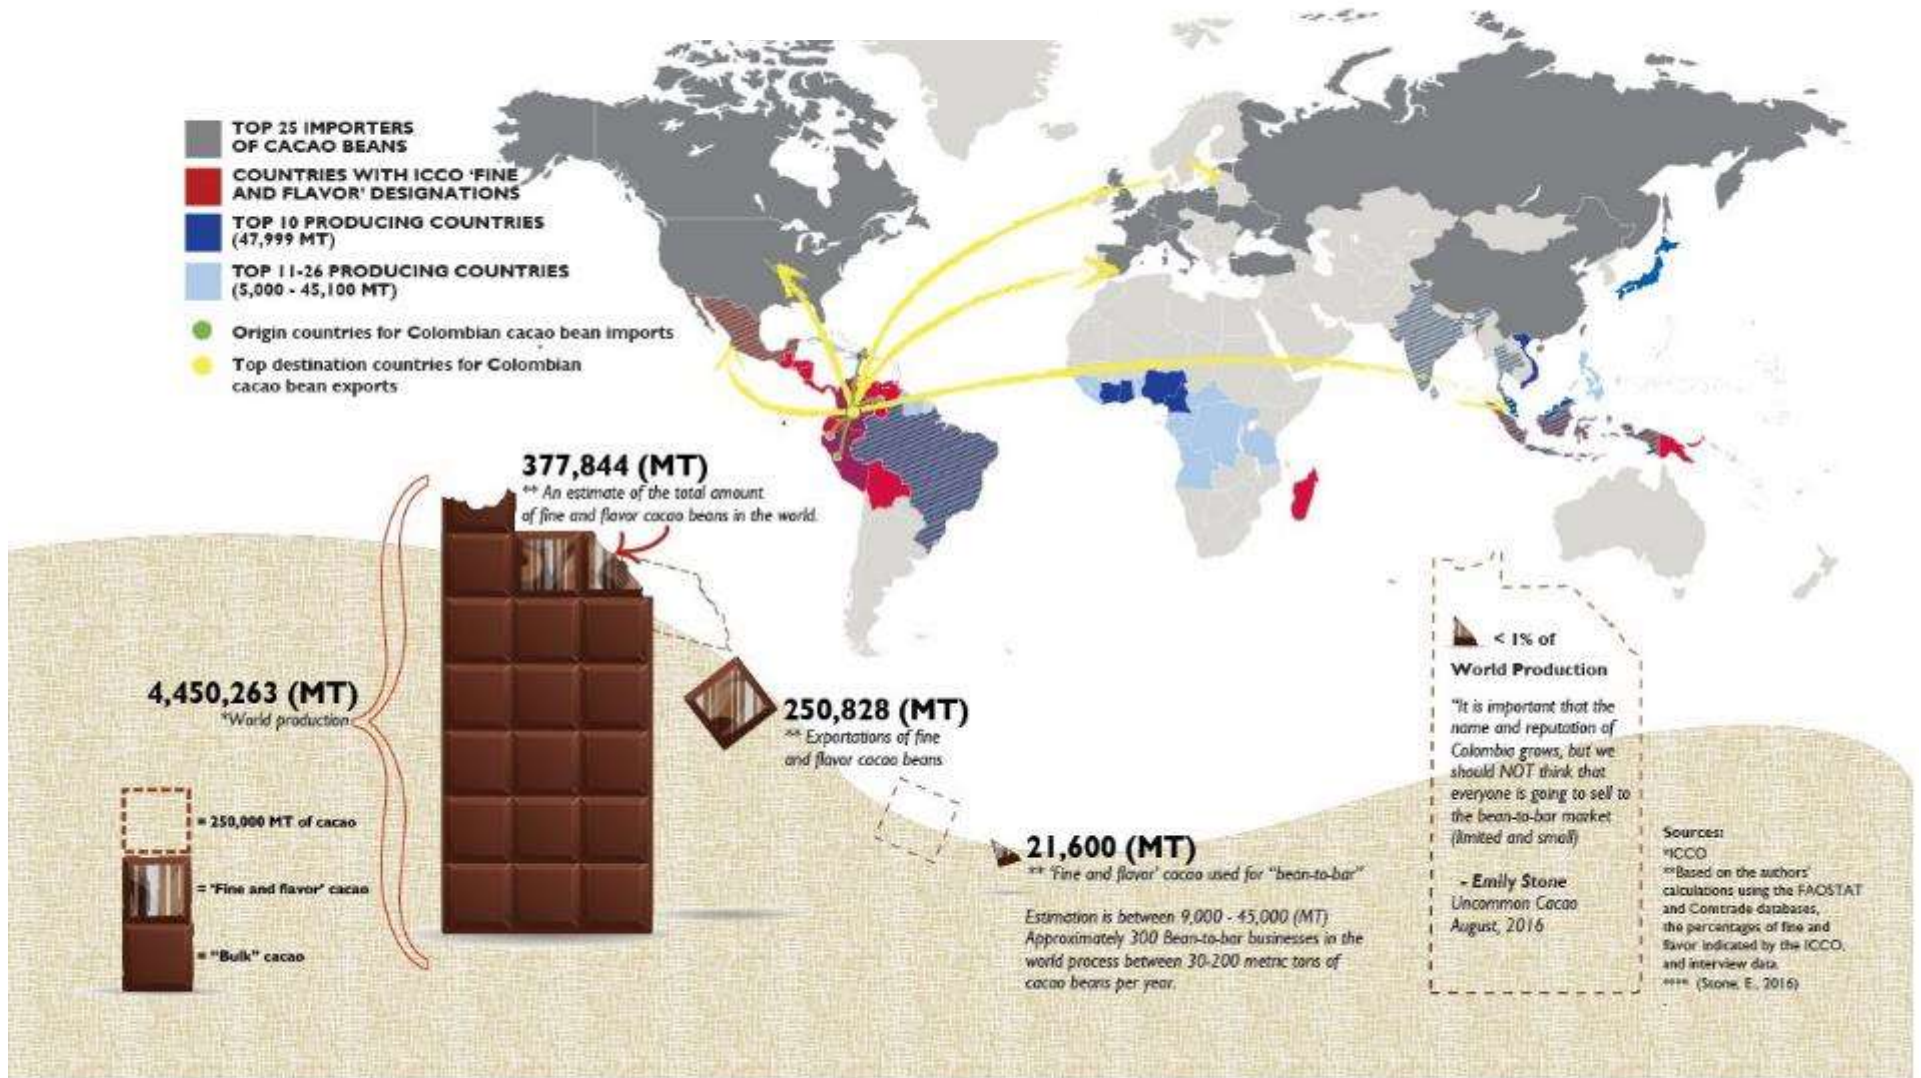 TOP 25 IMPORTERS
OF CACAO BEANS
COUNTRIES WITH ICCO 'FINE
AND FLAVOR' DESIGNATIONS
TOP 10 PRODUCING COUNTRIES
(47,999 MT)
TOP 11-26 PRODUCING COUNTRIES
(5,000 - 45,100 MT)
Origin countries for Colombian cacao bean imports
Top destination countries for Colombian
cacao bean exports
377,844 (MT)
** An estimate of the total amount
of fine and flavor cacao beans in the world.
4,450,263 (MT)
*World production
250,828 (MT)
** Exportations of fine
and flavor cacao beans
= 250,000 MT of cacao
= "Fine and flavor' cacao
= "Bulk" cacao
21,600 (MT)
** 'Fine and flavor' cacao used for "bean-to-bar"
Estimation is between 9,000 - 45,000 (MT)
Approximately 300 Bean-to-bar businesses in the
world process between 30-200 metric tons of
cacao beans per year.
< 1% of
World Production
"It is important that the
name and reputation of
Colombia grows, but we
should NOT think that
everyone is going to sell to
the bean-to-bar market
(limited and small)
- Emily Stone
Uncommon Cacao
August, 2016
Sources:
*ICCO
**Based on the authors'
calculations using the FAOSTAT
and Comtrade databases,
the percentages of fine and
flavor indicated by the ICCO,
and interview data.
**** (Stone, E., 2016)